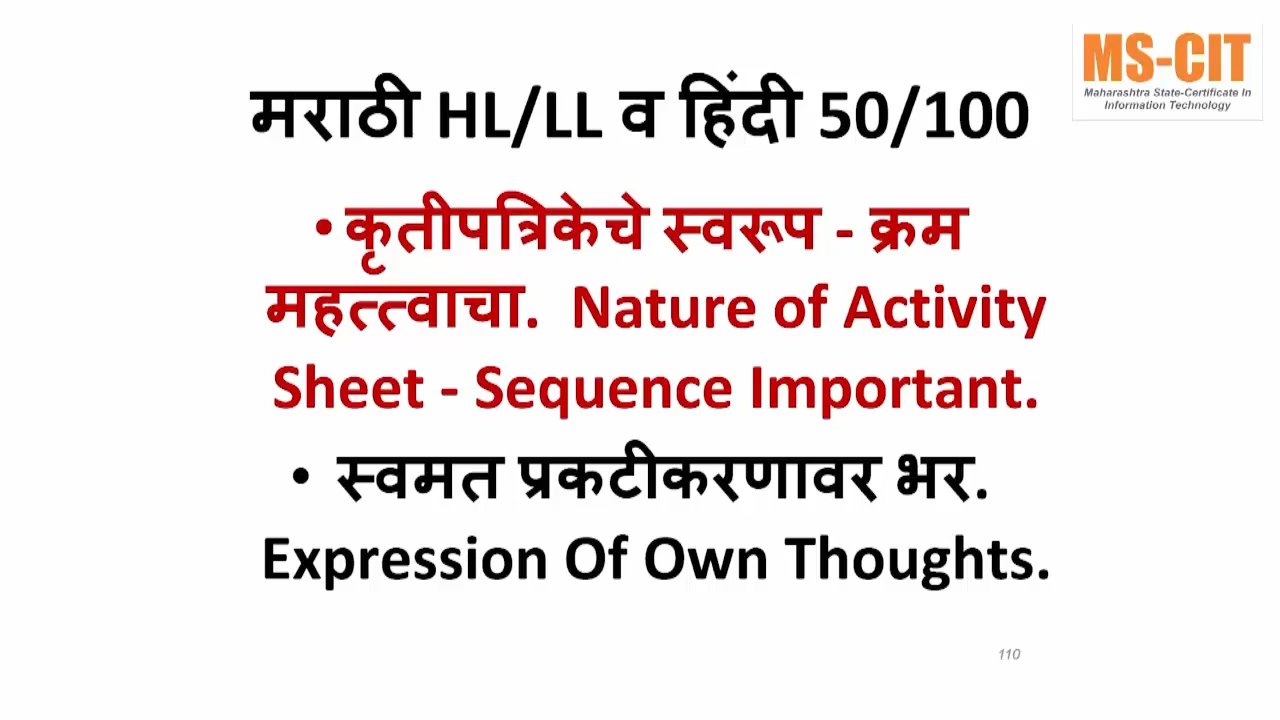 MS-CIT
Maharashtra State-Certificate In
Information Technology
मराठी HL/LL व हिंदी 50/100
• कृतीपत्रिकेचे स्वरूप - क्रम
महत्त्वाचा. Nature of Activity
Sheet - Sequence Important.
• स्वमत प्रकटीकरणावर भर.
Expression Of Own Thoughts.
110